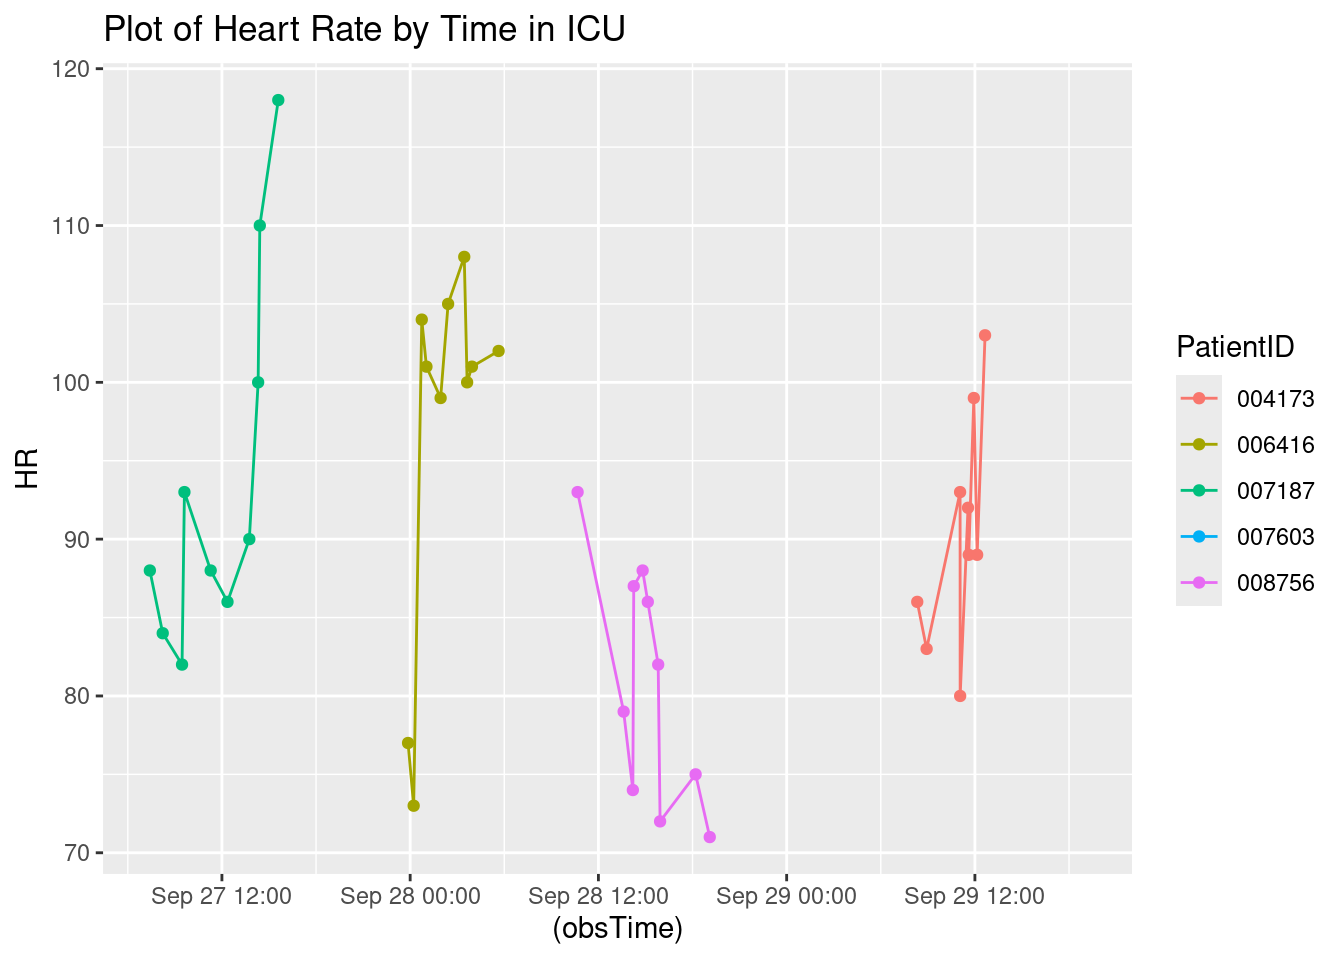 Plot of Heart Rate by Time in ICU
120
110
100
90
80
70
HR
Sep 27 12:00
Sep 28 00:00
Sep 28 12:00
Sep 29 00:00
Sep 29 12:00
(obsTime)
PatientID
004173
006416
007187
007603
008756